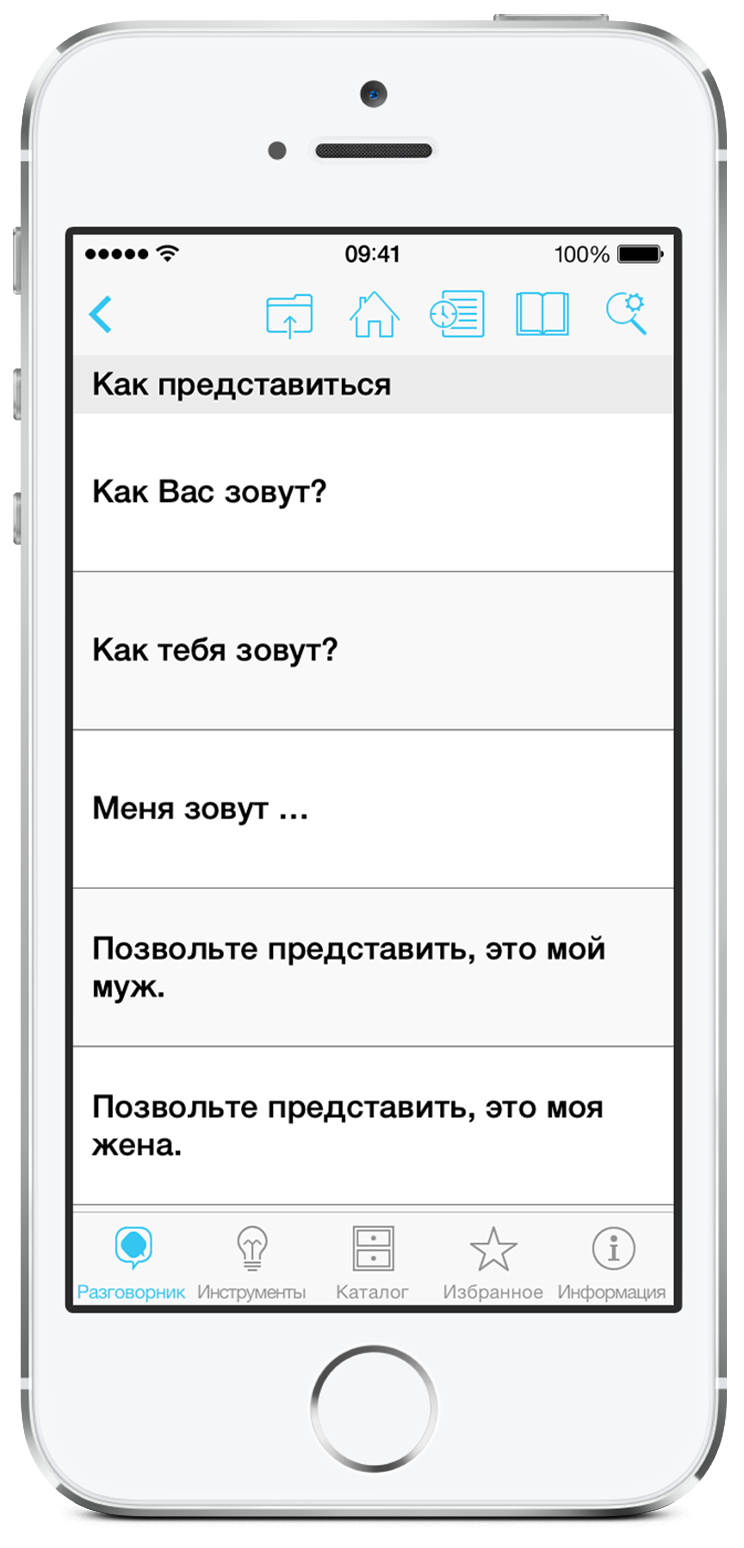 09:41 100%
Как представиться
Как Вас зовут?
Как тебя зовут?
Меня зовут ...
Позвольте представить, это мой
муж.
Позвольте представить, это моя
жена.
Разговорник Инструменты Каталог Избранное Информация